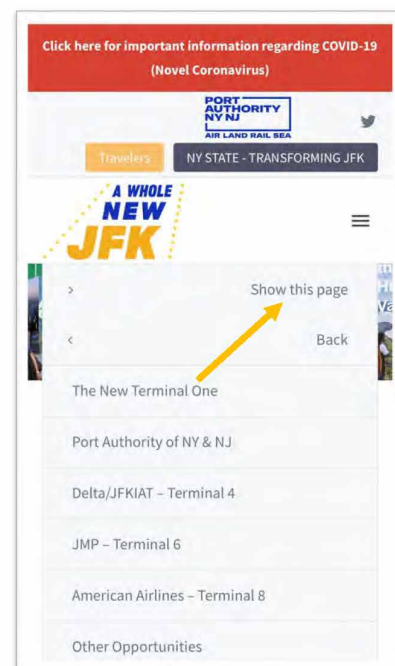 Click here for important information regarding COVID-19
(Novel Coronavirus)
PORT
AUTHORITY
NY NJ
AIR LAND RAIL SEA
Travelers
NY STATE - TRANSFORMING JFK
A WHOLE
NEW
JFK
> Show this page
< Back
The New Terminal One
Port Authority of NY & NJ
Delta/JFKIAT – Terminal 4
JMP – Terminal 6
American Airlines – Terminal 8
Other Opportunities